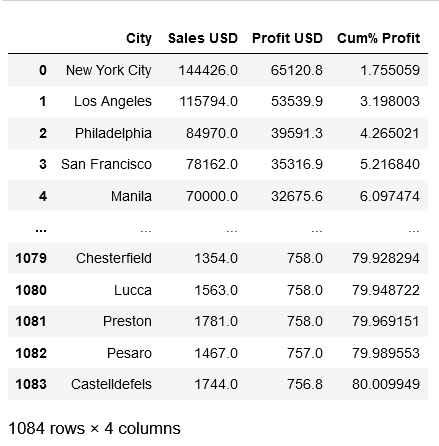 City Sales USD Profit USD Cum% Profit
0 New York City 144426.0 65120.8 1.755059
1 Los Angeles 115794.0 53539.9 3.198003
2 Philadelphia 84970.0 39591.3 4.265021
3 San Francisco 78162.0 35316.9 5.216840
4 Manila 70000.0 32675.6 6.097474
... ... ... ... ...
1079 Chesterfield 1354.0 758.0 79.928294
1080 Lucca 1563.0 758.0 79.948722
1081 Preston 1781.0 758.0 79.969151
1082 Pesaro 1467.0 757.0 79.989553
1083 Castelldefels 1744.0 756.8 80.009949
1084 rows × 4 columns